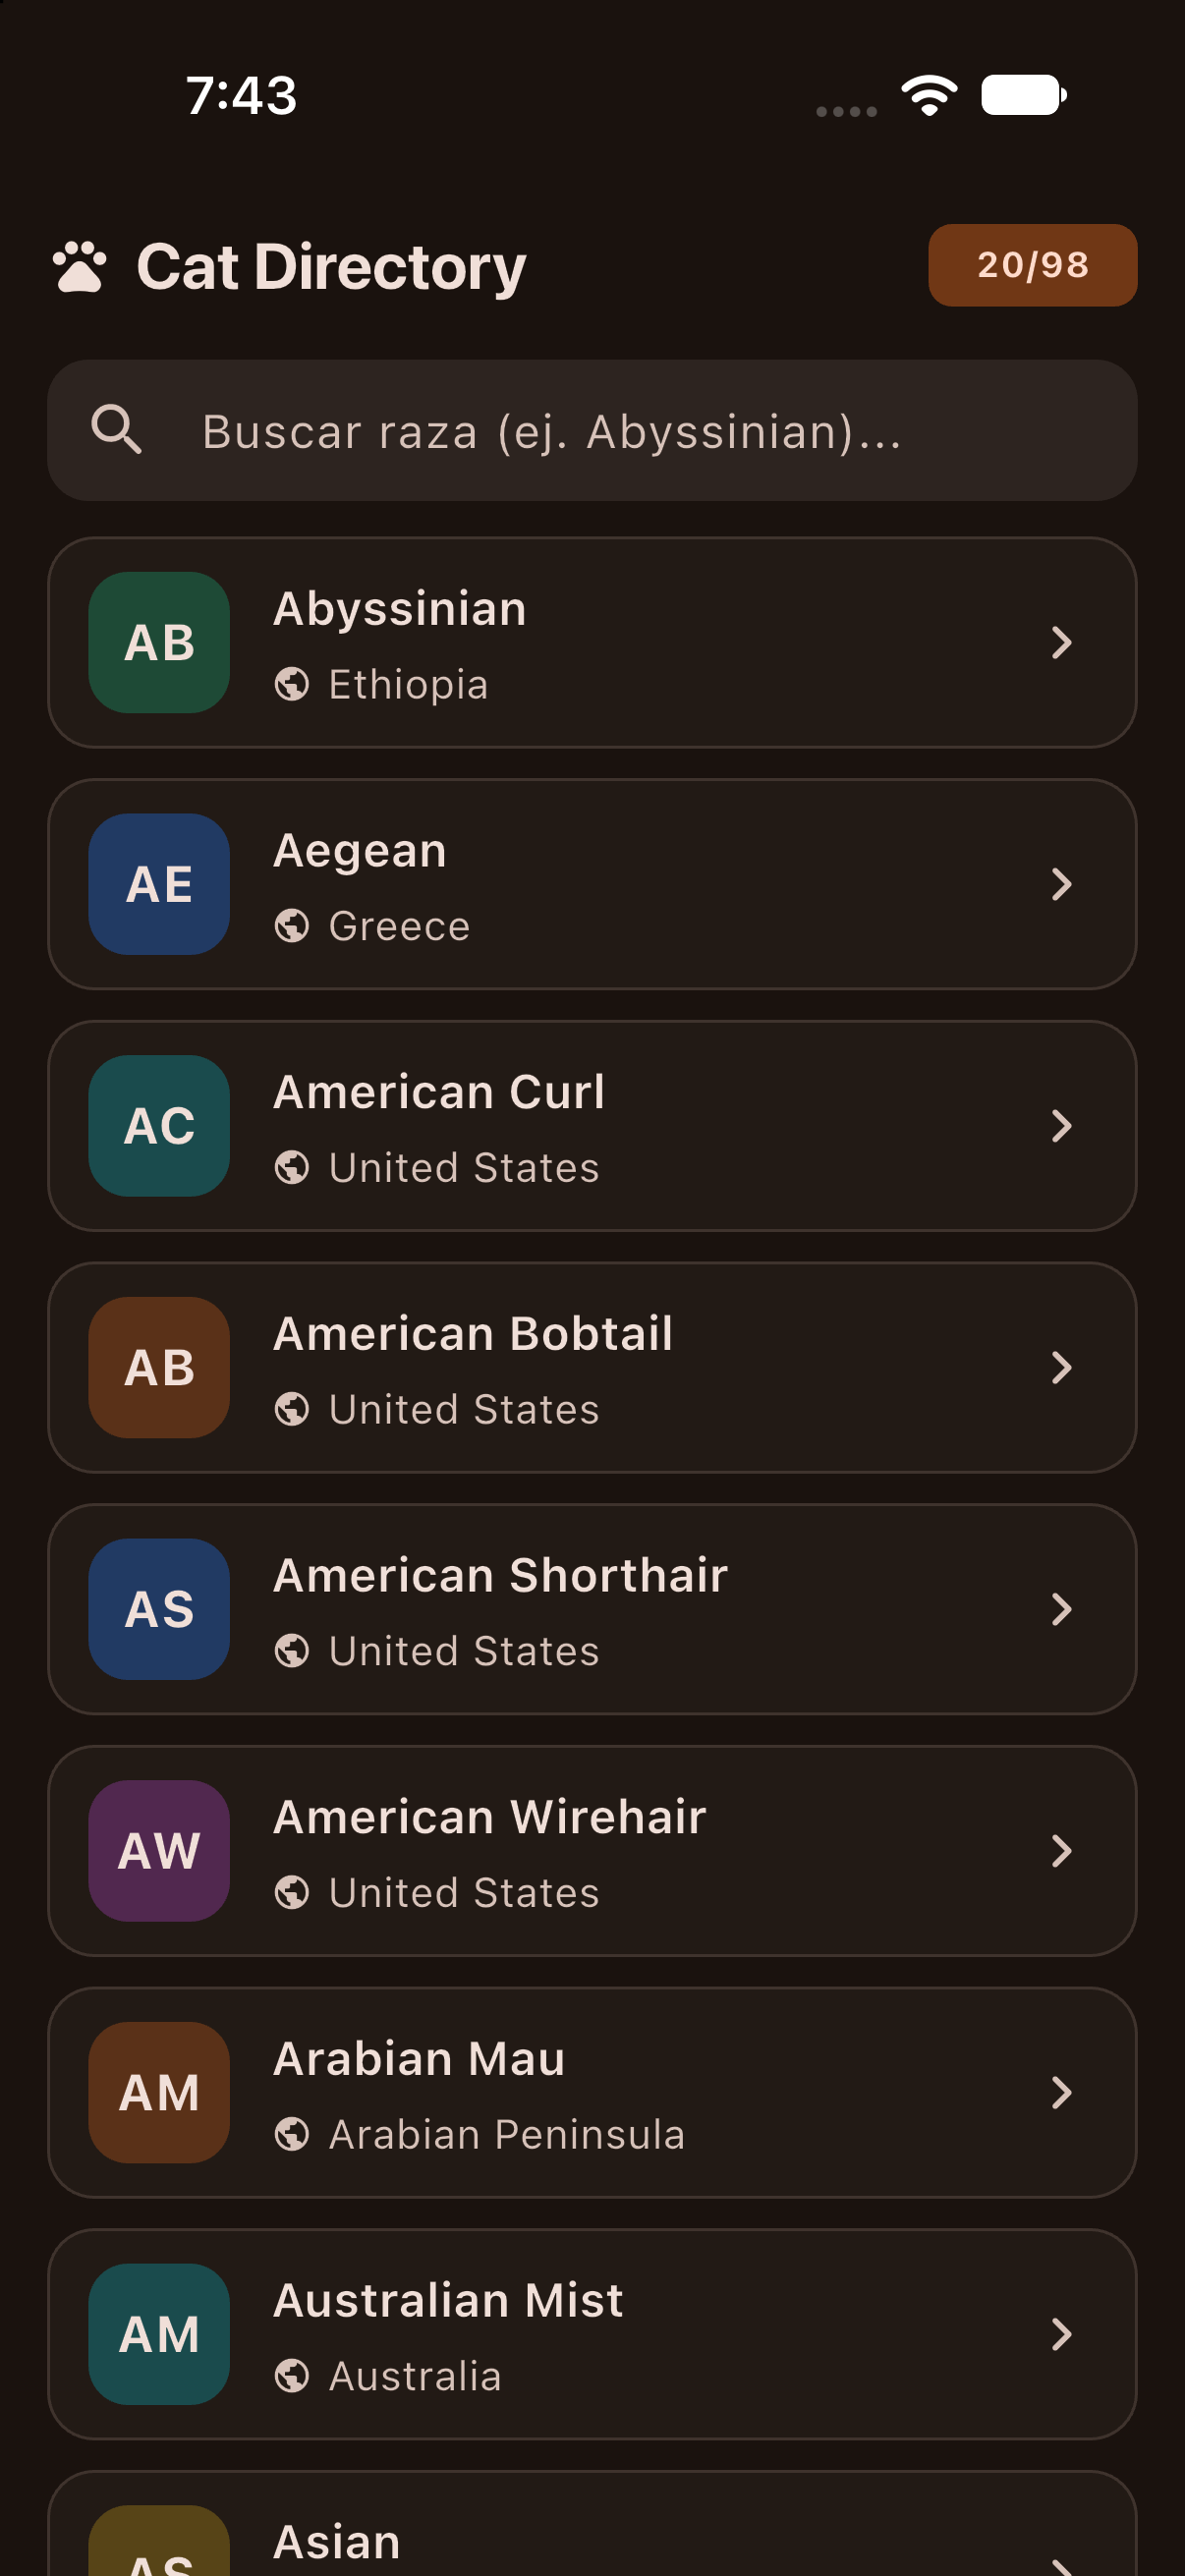 7:43
Cat Directory
20/98
Buscar raza (ej. Abyssinian)...
AB
Abyssinian
Ethiopia
AE
Aegean
Greece
AC
American Curl
United States
AB
American Bobtail
United States
AS
American Shorthair
United States
AW
American Wirehair
United States
AM
Arabian Mau
Arabian Peninsula
AM
Australian Mist
Australia
AS
Asian